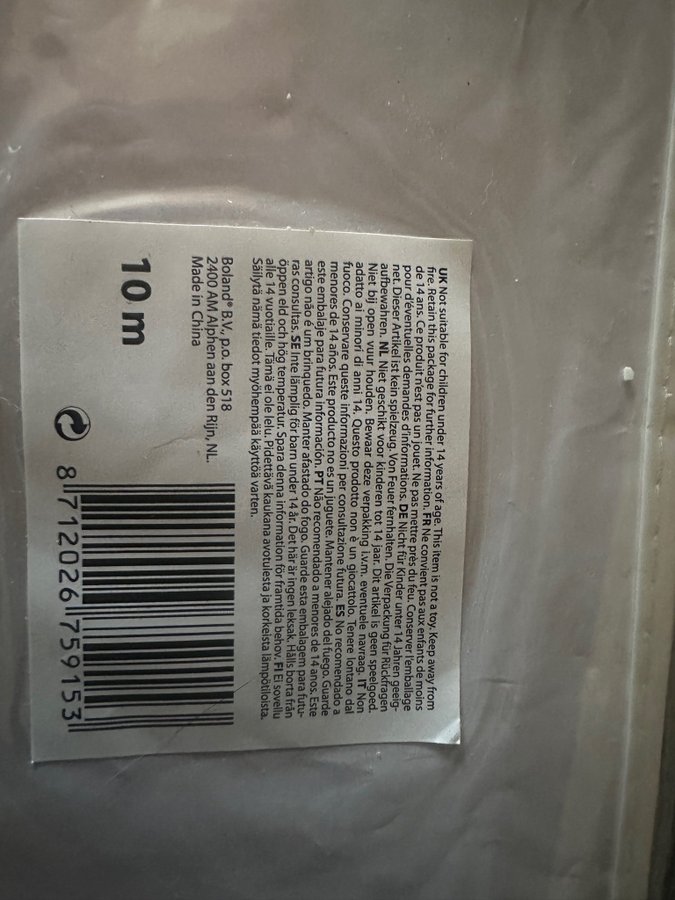 UK Not suitable for children under 14 years of age. This item is not a toy. Keep away from
fire. Retain this package for further information. FR Ne convient pas aux enfants de moins
de 14 ans. Ce produit n'est pas un jouet. Ne pas mettre près du feu. Conserver l'emballage
pour d'éventuelles demandes d'informations. DE Nicht für Kinder unter 14 Jahren geeig-
net. Dieser Artikel ist kein spielzeug. Von Feuer fernhalten. Die Verpackung für Rückfragen
aufbewahren. NL Niet geschikt voor kinderen tot 14 jaar. Dit artikel is geen speelgoed.
Niet bij open vuur houden. Bewaar deze verpakking i.v.m. eventuele navraag. IT Non
adatto ai minori di anni 14. Questo prodotto non è un giocattolo. Tenere lontano dal
fuoco. Conservare queste informazioni per consultazione futura. ES No recomendado a
menores de 14 años. Este producto no es un juguete. Mantener alejado del fuego. Guarde
este embalaje para futura información. PT Não recomendado a menores de 14 anos. Este
artigo não é um brinquedo. Manter afastado do fogo. Guarde esta embalagem para futu-
ras consultas. SE Inte lämplig för barn under 14 år. Det här är ingen leksak. Hålls borta från
öppen eld och hög temperatur. Spara denna information för framtida behov. FI Ei sovellu
alle 14 vuotiaille. Tämä ei ole lelu. Pidettävä kaukana avotulesta ja korkeista lämpötiloista.
Säilytä nämä tiedot myöhempää käyttöä varten.
Boland® B.V., p.o. box 518
2400 AM Alphen aan den Rijn, NL.
Made in China
10 m
8 712026 759153